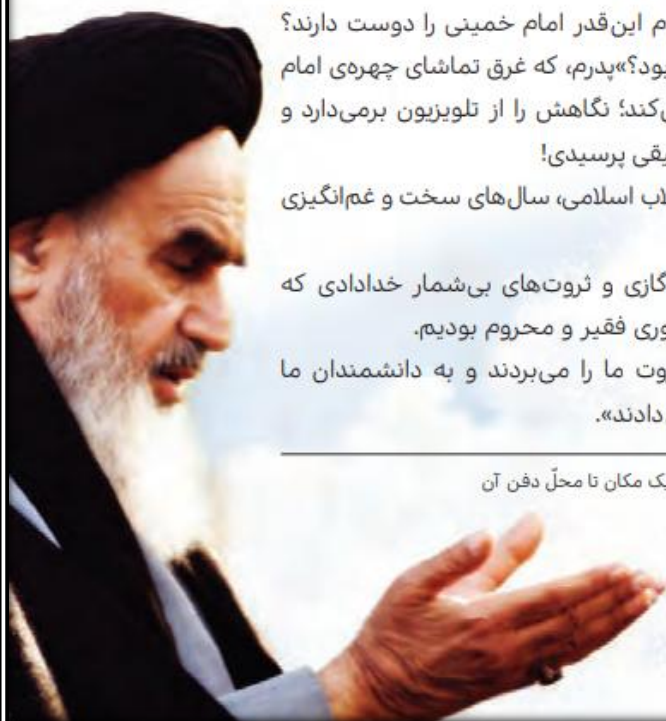 م این‌قدر امام خمینی را دوست دارند؟
بود؟»پدرم، که غرق تماشای چهره‌ی امام
ی‌کند؛ نگاهش را از تلویزیون برمی‌دارد و
یقی پرسیدی!
لاب اسلامی، سال‌های سخت و غم‌انگیزی
گازی و ثروت‌های بی‌شمار خدادادی که
وری فقیر و محروم بودیم.
وت ما را می‌بردند و به دانشمندان ما
دادند».
یک مکان تا محلّ دفن آن